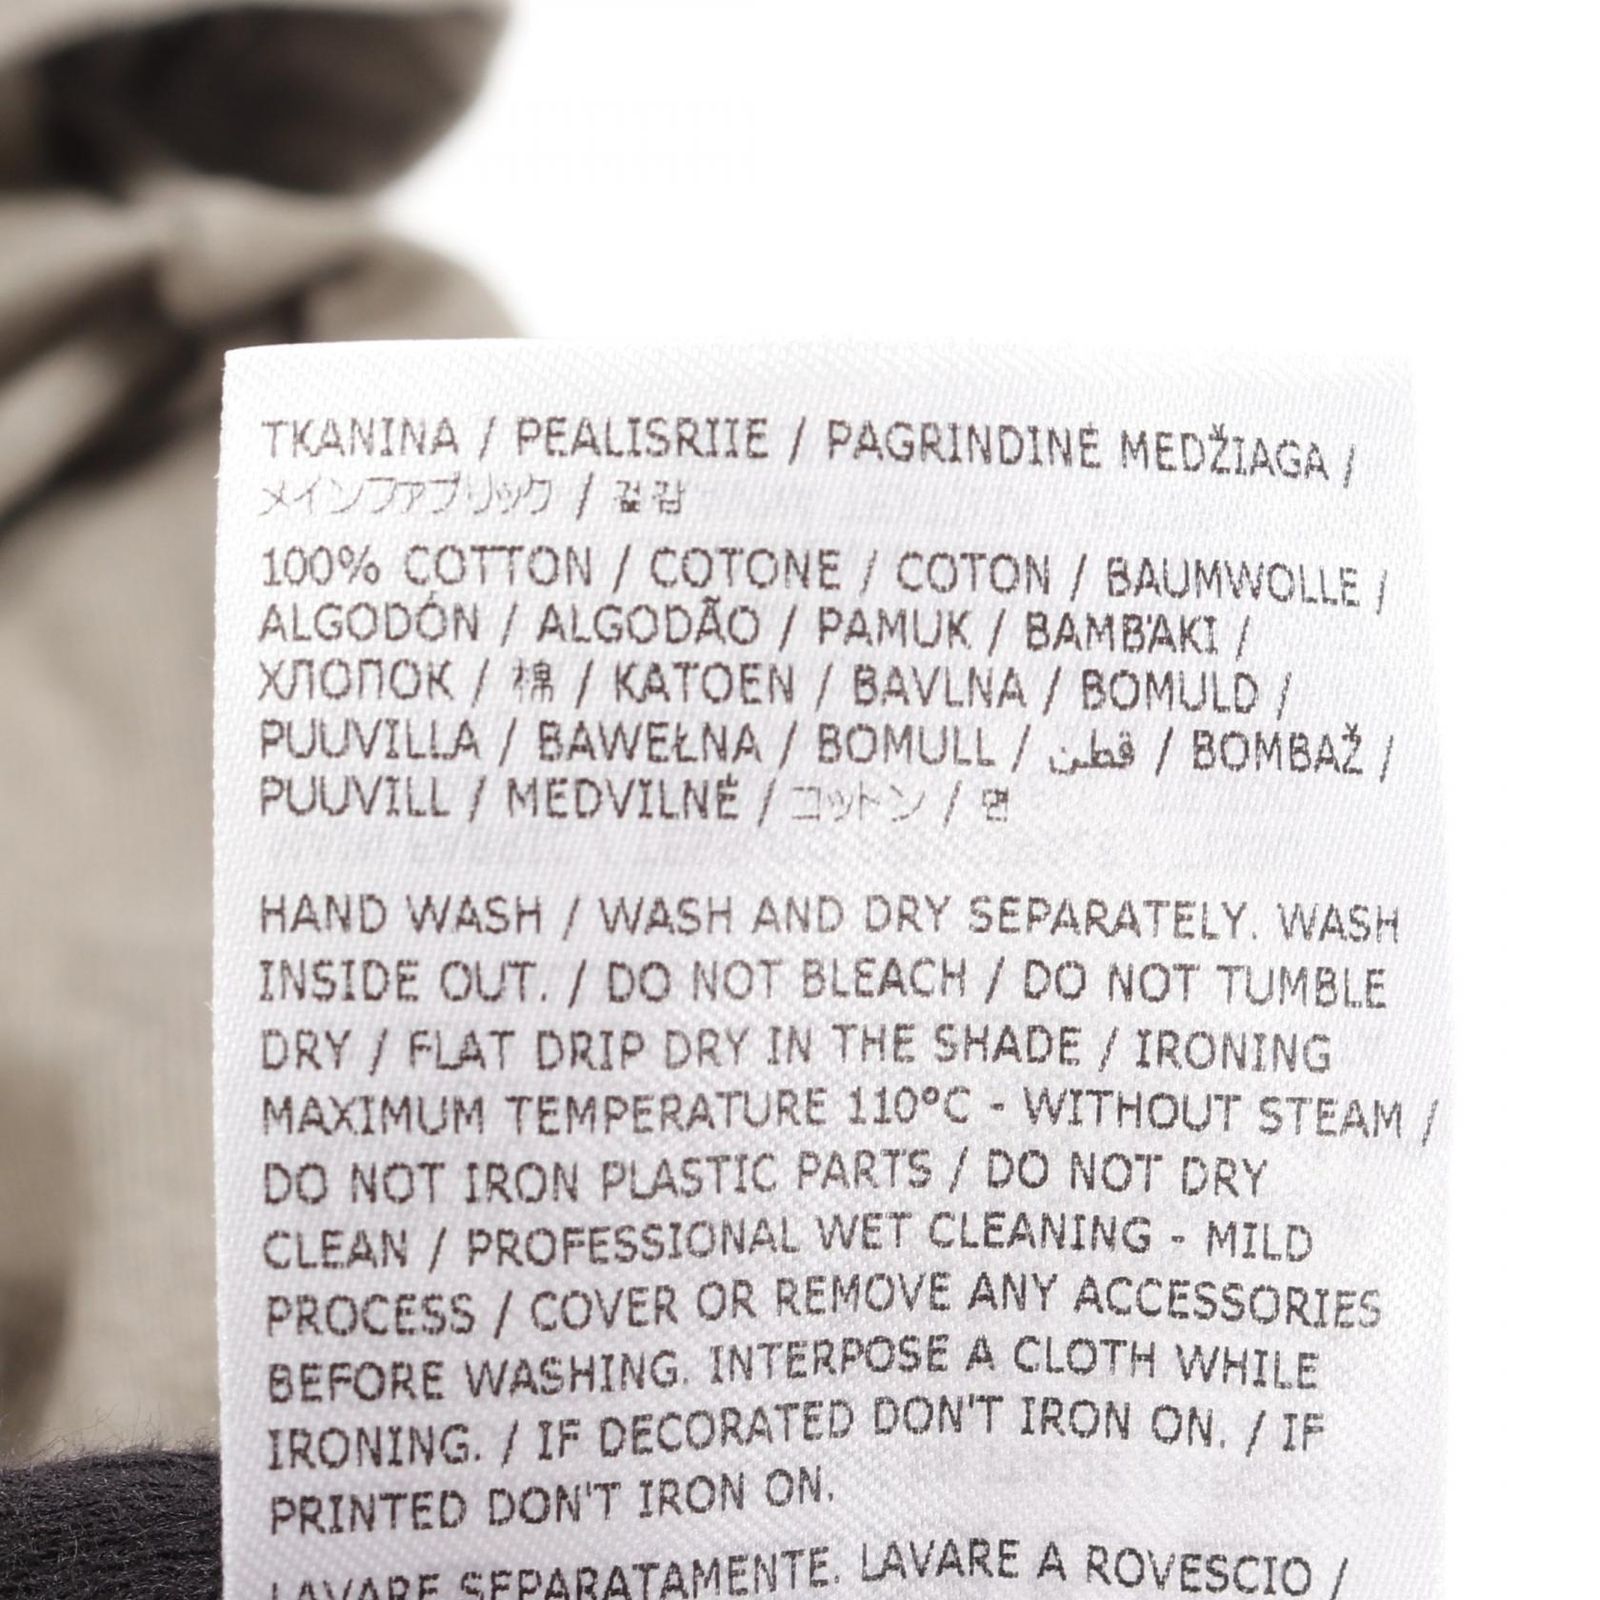 TKANINA / PEALISRIIE / PAGRINDINĖ MEDŽIAGA /
メインファブリック / 겉감
100% COTTON / COTONE / COTON / BAUMWOLLE /
ALGODÓN / ALGODÃO / PAMUK / BAMBAKI /
ХЛОПОК / 棉 / KATOEN / BAVLNA / BOMULD /
PUUVILLA / BAWEŁNA / BOMULL / قطن / BOMBAŽ /
PUUVILL / MEDVILNĖ / コットン / 면
HAND WASH / WASH AND DRY SEPARATELY. WASH
INSIDE OUT. / DO NOT BLEACH / DO NOT TUMBLE
DRY / FLAT DRIP DRY IN THE SHADE / IRONING
MAXIMUM TEMPERATURE 110°C - WITHOUT STEAM /
DO NOT IRON PLASTIC PARTS / DO NOT DRY
CLEAN / PROFESSIONAL WET CLEANING - MILD
PROCESS / COVER OR REMOVE ANY ACCESSORIES
BEFORE WASHING. INTERPOSE A CLOTH WHILE
IRONING. / IF DECORATED DON'T IRON ON. / IF
PRINTED DON'T IRON ON.
LAVARE SEPARATAMENTE. LAVARE A ROVESCIO /